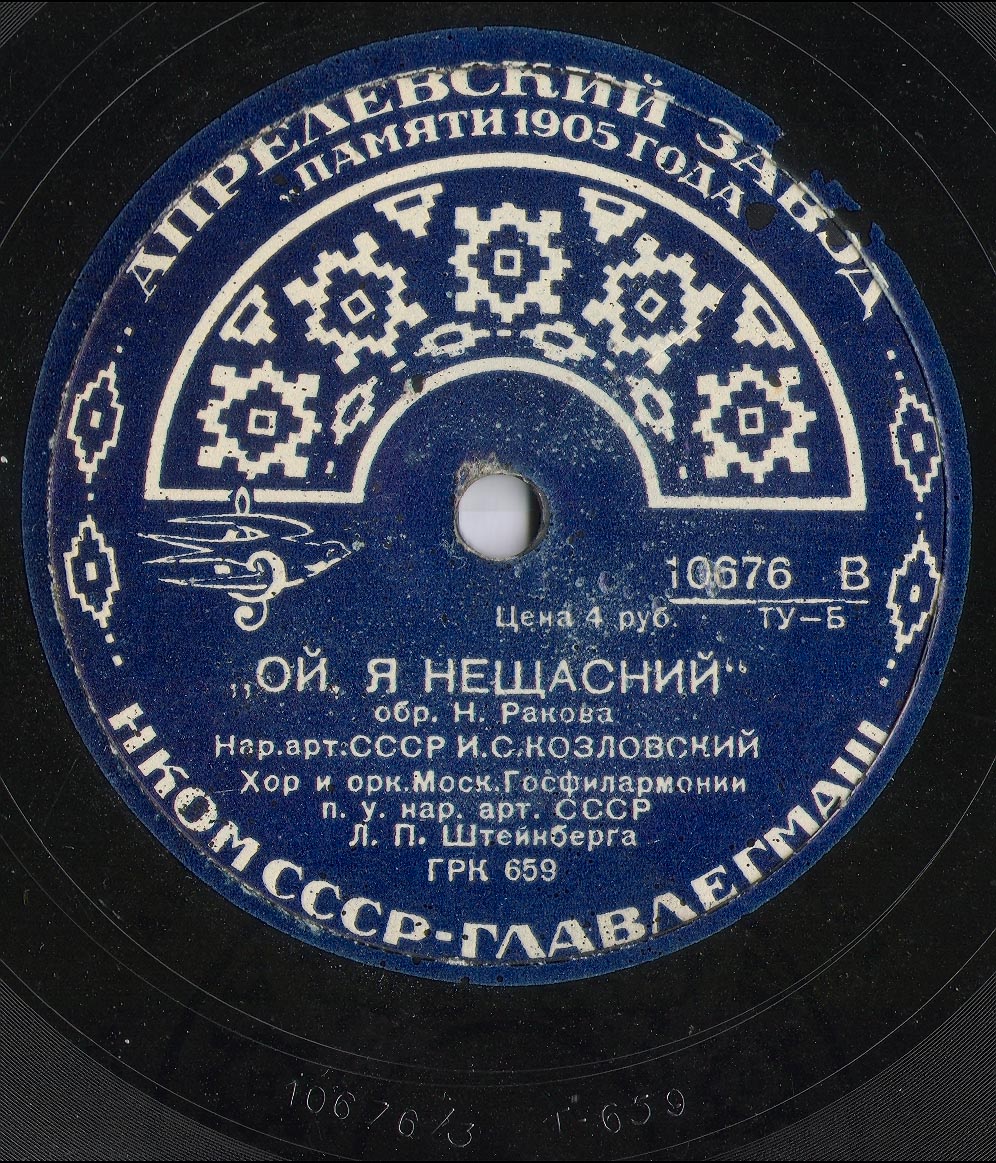 АПРЕЛЕВСКИЙ ЗАВОД
„ПАМЯТИ 1905 ГОДА
10676 В
Цена 4 руб. ТУ–Б
„ОЙ, Я НЕЩАСНИЙ“
обр. Н. Ракова
Нар.арт.СССР И.С.КОЗЛОВСКИЙ
Хор и орк.Моск.Госфилармонии
п. у. нар. арт. СССР
Л. П. Штейнберга
ГРК 659
НКОМ СССР-ГЛАВЛЕГМАШ
10676/3 Т-659